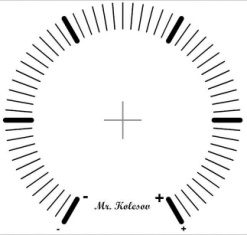 - Mr. Kolesov +
- +